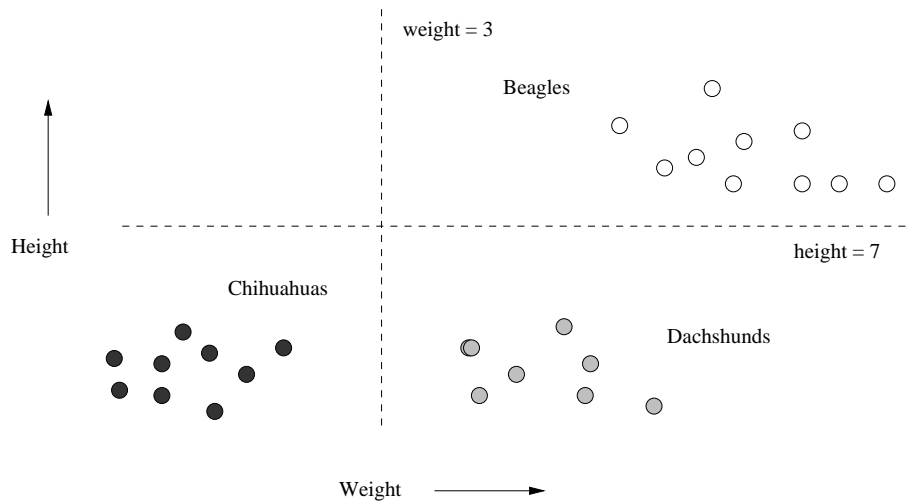 weight = 3
Beagles
Height
height = 7
Chihuahuas
Dachshunds
Weight